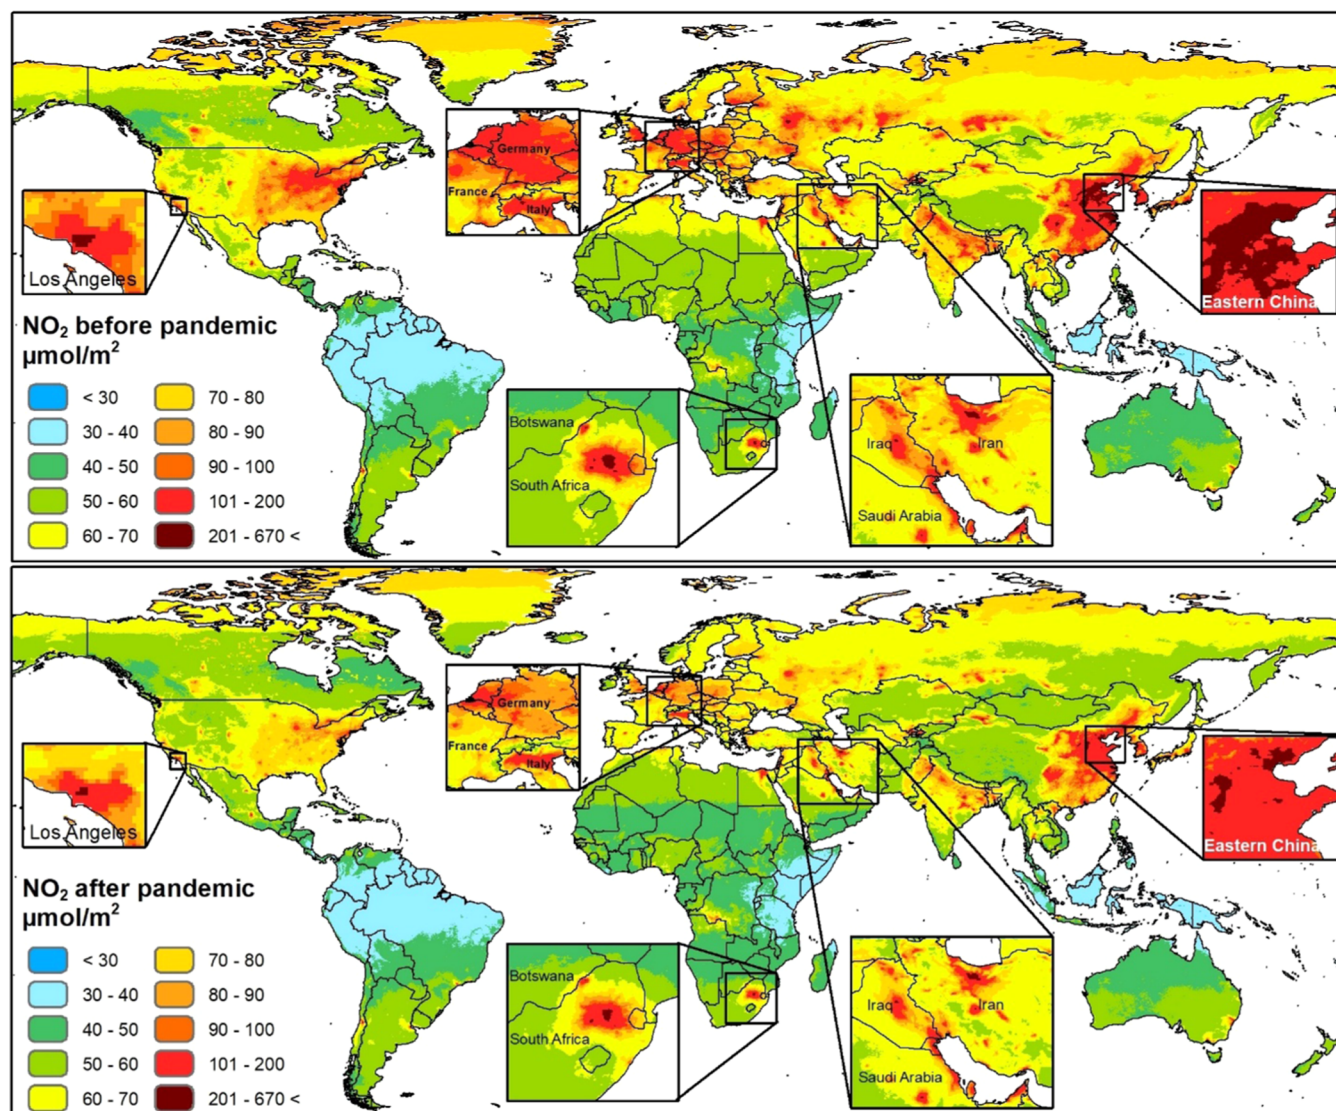 Germany
France
Italy
Los Angeles
Eastern China
NO₂ before pandemic
µmol/m²
< 30
70 - 80
30 - 40
80 - 90
40 - 50
90 - 100
50 - 60
101 - 200
60 - 70
201 - 670 <
Botswana
South Africa
Iraq
Iran
Saudi Arabia
Germany
France
Italy
Los Angeles
Eastern China
NO₂ after pandemic
µmol/m²
< 30
70 - 80
30 - 40
80 - 90
40 - 50
90 - 100
50 - 60
101 - 200
60 - 70
201 - 670 <
Botswana
South Africa
Iraq
Iran
Saudi Arabia